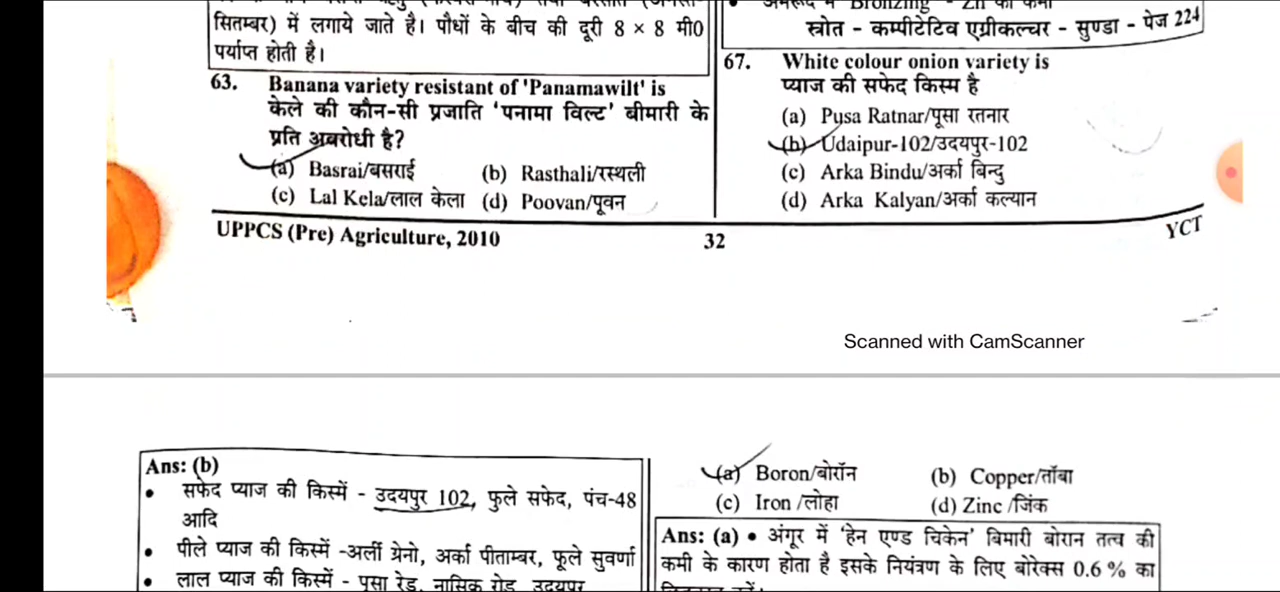 सितम्बर) में लगाये जाते है। पौधों के बीच की दूरी 8 × 8 मी0
पर्याप्त होती है।
63. Banana variety resistant of 'Panamawilt' is
केले की कौन-सी प्रजाति 'पनामा विल्ट' बीमारी के
प्रति अवरोधी है?
(a) Basrai/बसराई (b) Rasthali/रस्थली
(c) Lal Kela/लाल केला (d) Poovan/पूवन
Bronzing - Zn की कमी
स्त्रोत - कम्पीटेटिव एग्रीकल्चर - सुण्डा - पेज 224
67. White colour onion variety is
प्याज की सफेद किस्म है
(a) Pusa Ratnar/पूसा रतनार
(b) Udaipur-102/उदयपुर-102
(c) Arka Bindu/अर्का बिन्दु
(d) Arka Kalyan/अर्का कल्यान
UPPCS (Pre) Agriculture, 2010 32 YCT
Scanned with CamScanner
Ans: (b)
• सफेद प्याज की किस्में - उदयपुर 102, फुले सफेद, पंच-48
आदि
• पीले प्याज की किस्में -अर्ली ग्रेनो, अर्का पीताम्बर, फूले सुवर्णा
• लाल प्याज की किस्में - पूसा रेड, नासिक रोड, उदयपुर
(a) Boron/बोरॉन (b) Copper/ताँबा
(c) Iron /लोहा (d) Zinc /जिंक
Ans: (a) • अंगूर में 'हेन एण्ड चिकेन' बिमारी बोरान तत्व की
कमी के कारण होता है इसके नियंत्रण के लिए बोरेक्स 0.6 % का